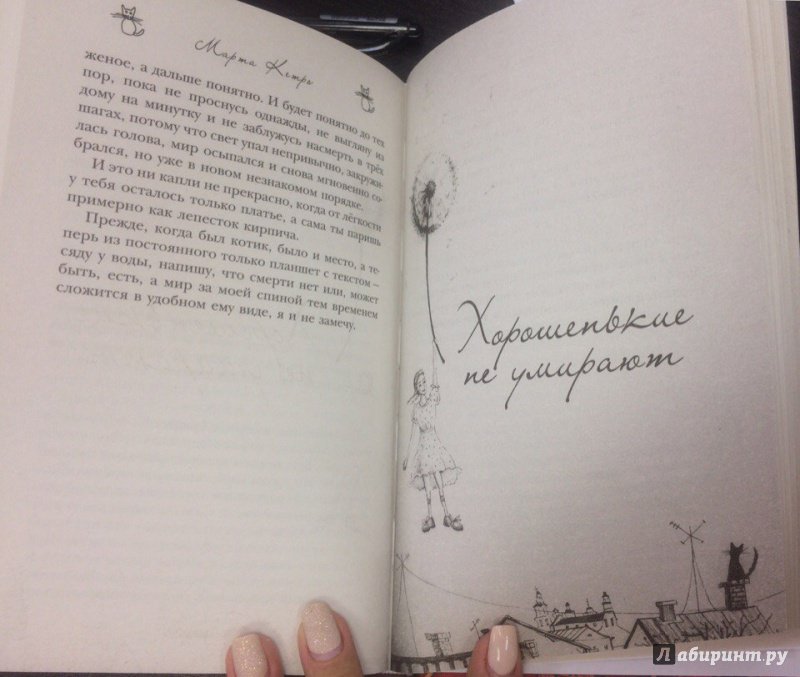 Марта Кетро
женое, а дальше понятно. И будет понятно до тех
пор, пока не проснусь однажды, не выгляну из
дому на минутку и не заблужусь насмерть в трёх
шагах, потому что свет упал непривычно, закружи-
лась голова, мир осыпался и снова мгновенно со-
брался, но уже в новом незнакомом порядке.
И это ни капли не прекрасно, когда от лёгкости
у тебя осталось только платье, а сама ты паришь
примерно как лепесток кирпича.
Прежде, когда был котик, было и место, а те-
перь из постоянного только планшет с текстом –
сяду у воды, напишу, что смерти нет или, может
быть, есть, а мир за моей спиной тем временем
сложится в удобном ему виде, я и не замечу.
Хорошенькие
не умирают
Лабиринт.ру